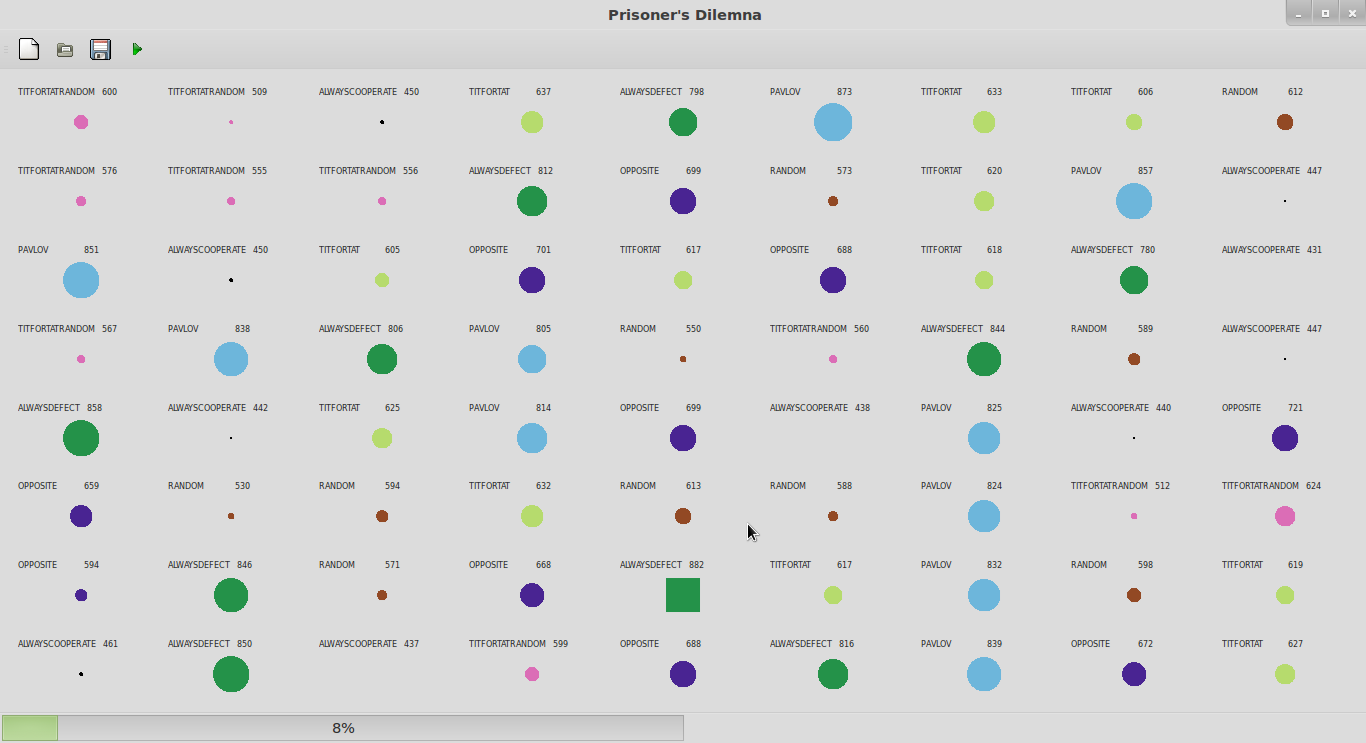 Prisoner's Dilemna
TITFORTATRANDOM 600 TITFORTATRANDOM 509 ALWAYSCOOPERATE 450 TITFORTAT 637 ALWAYSDEFECT 798 PAVLOV 873 TITFORTAT 633 TITFORTAT 606 RANDOM 612
TITFORTATRANDOM 576 TITFORTATRANDOM 555 TITFORTATRANDOM 556 ALWAYSDEFECT 812 OPPOSITE 699 RANDOM 573 TITFORTAT 620 PAVLOV 857 ALWAYSCOOPERATE 447
PAVLOV 851 ALWAYSCOOPERATE 450 TITFORTAT 605 OPPOSITE 701 TITFORTAT 617 OPPOSITE 688 TITFORTAT 618 ALWAYSDEFECT 780 ALWAYSCOOPERATE 431
TITFORTATRANDOM 567 PAVLOV 838 ALWAYSDEFECT 806 PAVLOV 805 RANDOM 550 TITFORTATRANDOM 560 ALWAYSDEFECT 844 RANDOM 589 ALWAYSCOOPERATE 447
ALWAYSDEFECT 858 ALWAYSCOOPERATE 442 TITFORTAT 625 PAVLOV 814 OPPOSITE 699 ALWAYSCOOPERATE 438 PAVLOV 825 ALWAYSCOOPERATE 440 OPPOSITE 721
OPPOSITE 659 RANDOM 530 RANDOM 594 TITFORTAT 632 RANDOM 613 RANDOM 588 PAVLOV 824 TITFORTATRANDOM 512 TITFORTATRANDOM 624
OPPOSITE 594 ALWAYSDEFECT 846 RANDOM 571 OPPOSITE 668 ALWAYSDEFECT 882 TITFORTAT 617 PAVLOV 832 RANDOM 598 TITFORTAT 619
ALWAYSCOOPERATE 461 ALWAYSDEFECT 850 ALWAYSCOOPERATE 437 TITFORTATRANDOM 599 OPPOSITE 688 ALWAYSDEFECT 816 PAVLOV 839 OPPOSITE 672 TITFORTAT 627
8%